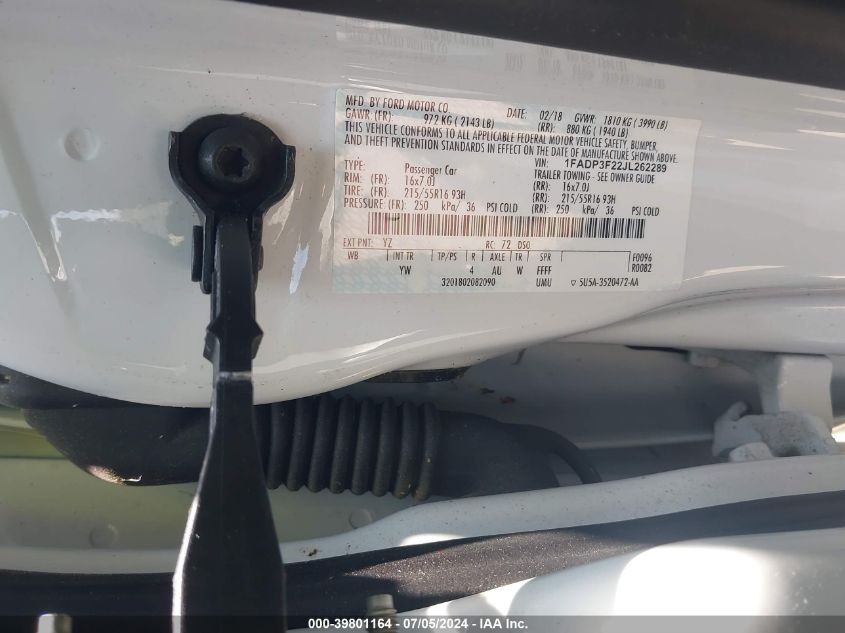 MFD. BY FORD MOTOR CO. DATE: 02/18 GVWR: 1810 KG ( 3990 LB)
GAWR: (FR): 972 KG ( 2143 LB) (RR): 880 KG ( 1940 LB)
THIS VEHICLE CONFORMS TO ALL APPLICABLE FEDERAL MOTOR VEHICLE SAFETY, BUMPER,
AND THEFT PREVENTION STANDARDS IN EFFECT ON THE DATE OF MANUFACTURE SHOWN ABOVE.
VIN: 1FADP3F22JL262289
TYPE: Passenger Car TRAILER TOWING - SEE OWNER GUIDE
RIM: (FR): 16x7.0J (RR): 16x7.0J
TIRE: (FR): 215/55R16 93H (RR): 215/55R16 93H
PRESSURE: (FR): 250 kPa/ 36 PSI COLD (RR): 250 kPa/ 36 PSI COLD
EXT PNT: YZ RC: 72 DSO:
WB INT TR TP/PS R AXLE TR SPR F0096
YW 4 AU W FFFF R0082
3201802082090 UMU ▽ 5U5A-3520472-AA
000-39801164 - 07/05/2024 - IAAI.com